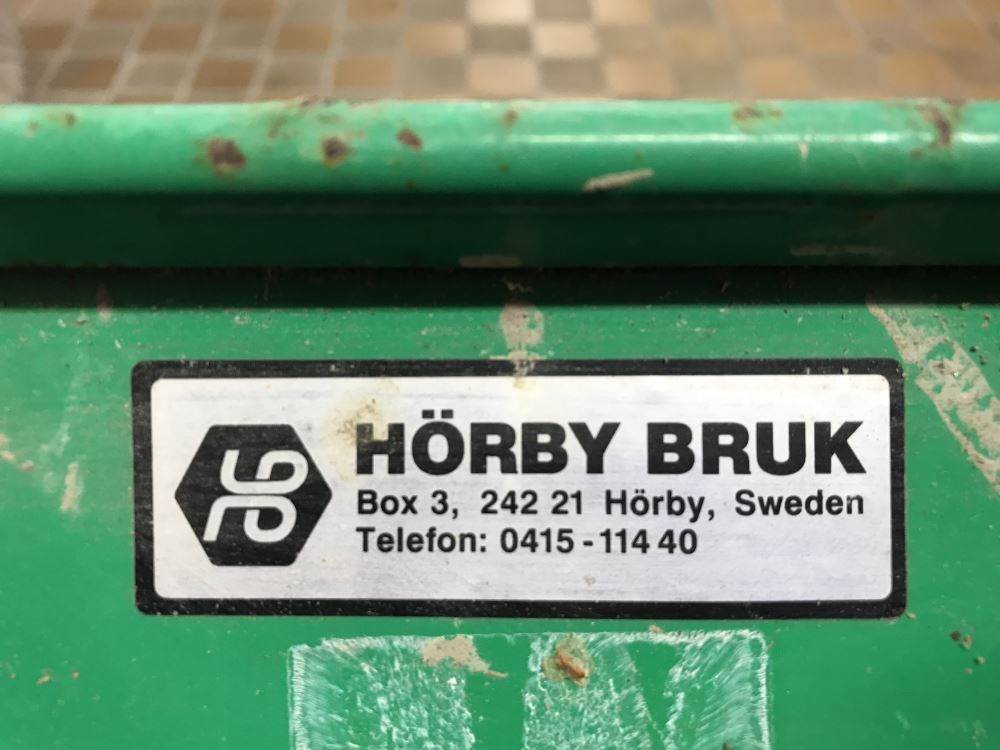 HÖRBY BRUK
Box 3, 242 21 Hörby, Sweden
Telefon: 0415-114 40